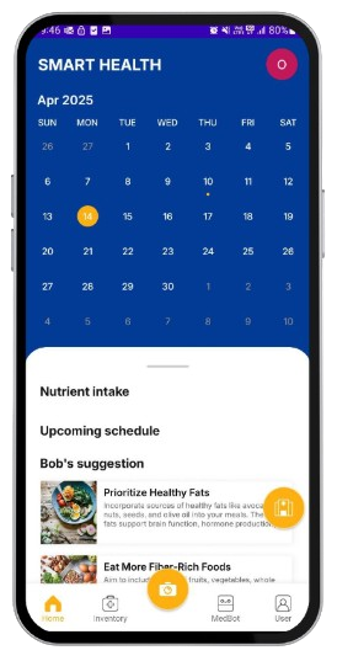 9:46 80%
SMART HEALTH O
Apr 2025
SUN MON TUE WED THU FRI SAT
26 27 1 2 3 4 5
6 7 8 9 10 11 12
13 14 15 16 17 18 19
20 21 22 23 24 25 26
27 28 29 30 1 2 3
4 5 6 7 8 9 10
Nutrient intake
Upcoming schedule
Bob's suggestion
Prioritize Healthy Fats
Incorporate sources of healthy fats like avoca
nuts, seeds, and olive oil into your meals. The
fats support brain function, hormone production
Eat More Fiber-Rich Foods
Aim to includ fruits, vegetables, whole
Home Inventory MedBot User